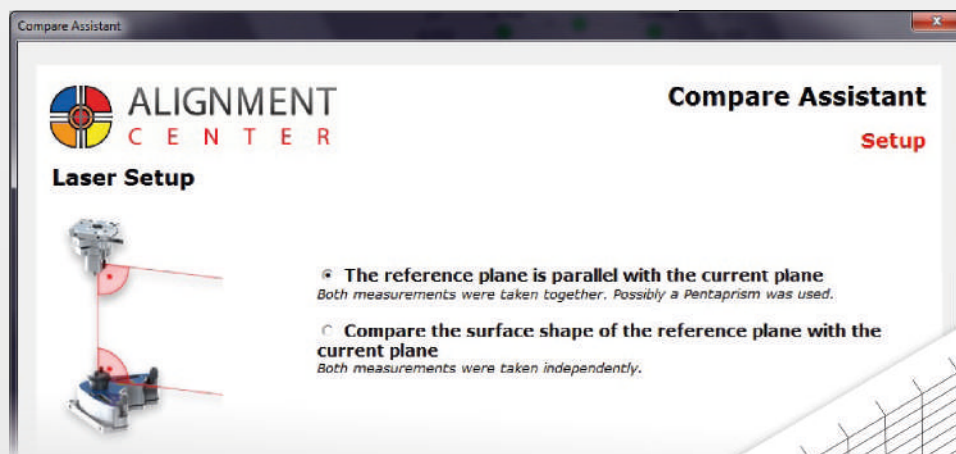 Compare Assistant
ALIGNMENT
CENTER
Compare Assistant
Setup
Laser Setup
The reference plane is parallel with the current plane
Both measurements were taken together. Possibly a Pentaprism was used.
Compare the surface shape of the reference plane with the
current plane
Both measurements were taken independently.